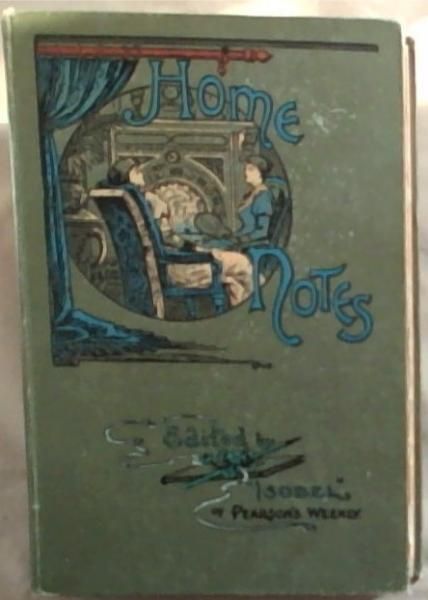 Home
Notes
Edited by
"ISOBEL"
OF PEARSON'S WEEKLY